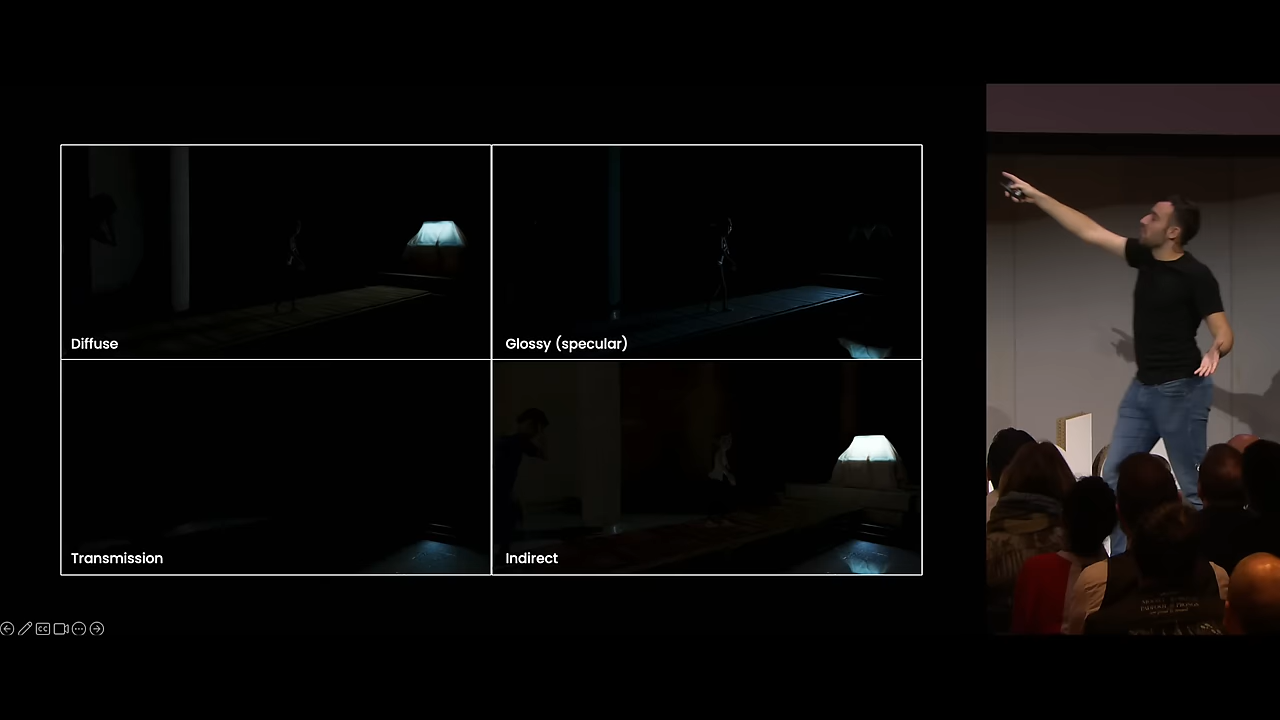 Diffuse
Glossy (specular)
Transmission
Indirect